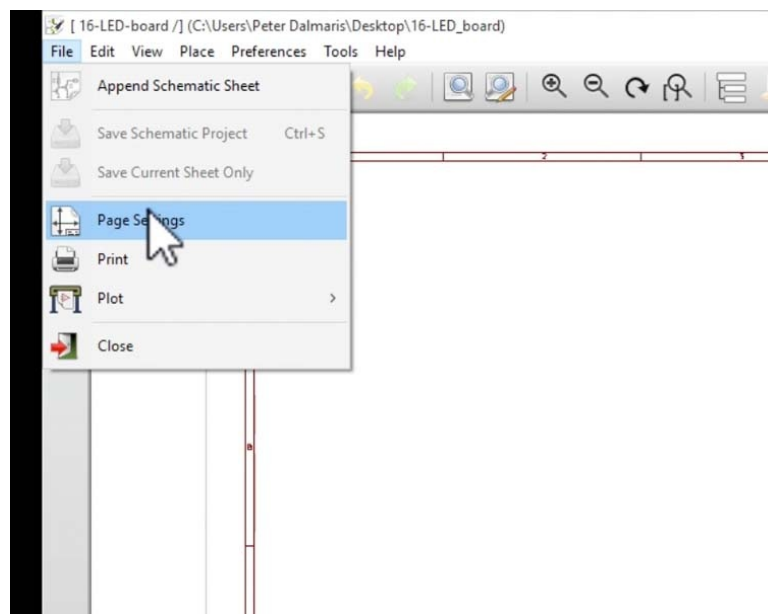 [ 16-LED-board /] (C:\Users\Peter Dalmaris\Desktop\16-LED_board)
File Edit View Place Preferences Tools Help
Append Schematic Sheet
Save Schematic Project Ctrl+S
Save Current Sheet Only
Page Settings
Print
Plot
Close
2
3
B